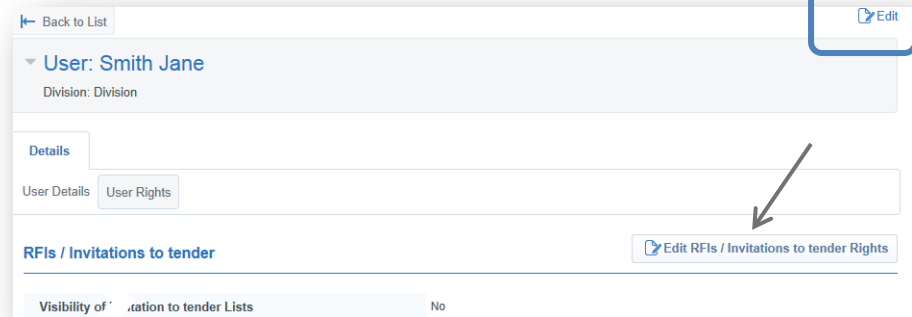 Back to List
Edit
User: Smith Jane
Division: Division
Details
User Details User Rights
RFIs / Invitations to tender
Edit RFIs / Invitations to tender Rights
Visibility of to tender Lists No